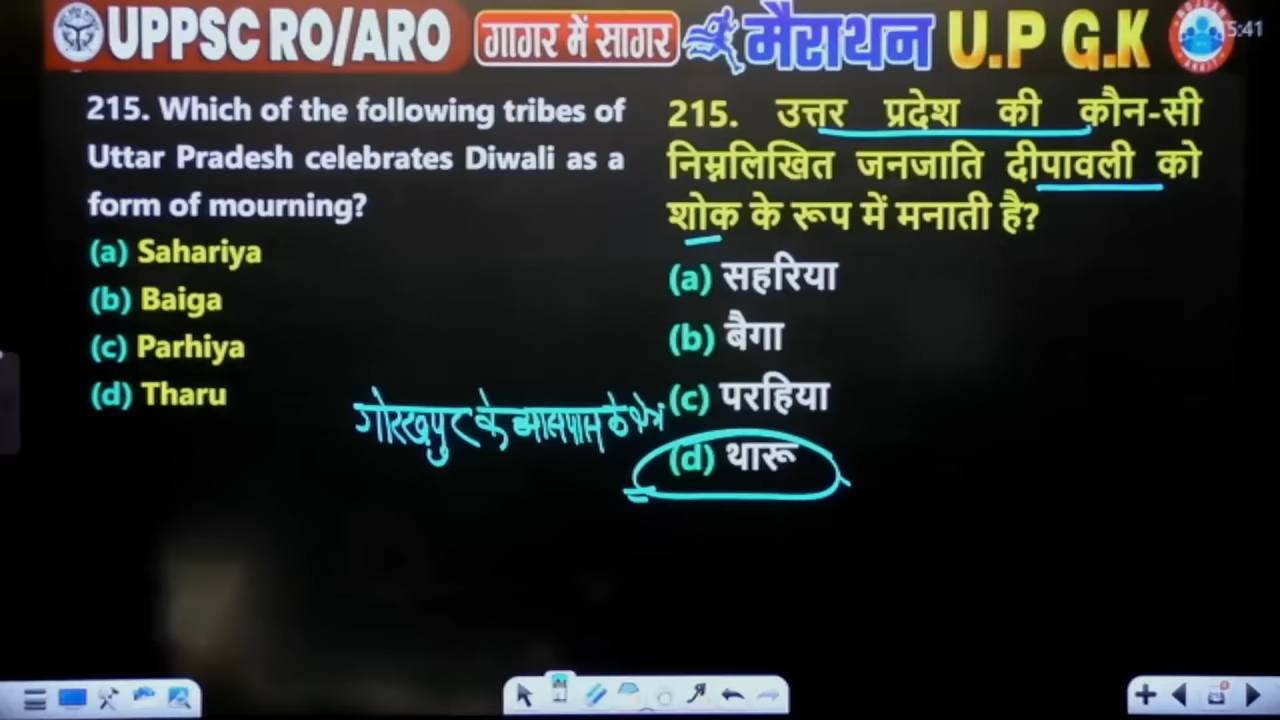 UPPSC RO/ARO गागर में सागर मैराथन U.P G.K
5:41
215. Which of the following tribes of
Uttar Pradesh celebrates Diwali as a
form of mourning?
(a) Sahariya
(b) Baiga
(c) Parhiya
(d) Tharu
215. उत्तर प्रदेश की कौन-सी
निम्नलिखित जनजाति दीपावली को
शोक के रूप में मनाती है?
(a) सहरिया
(b) बैगा
(c) परहिया
(d) थारू
गोरखपुर के आसपास के क्षेत्र